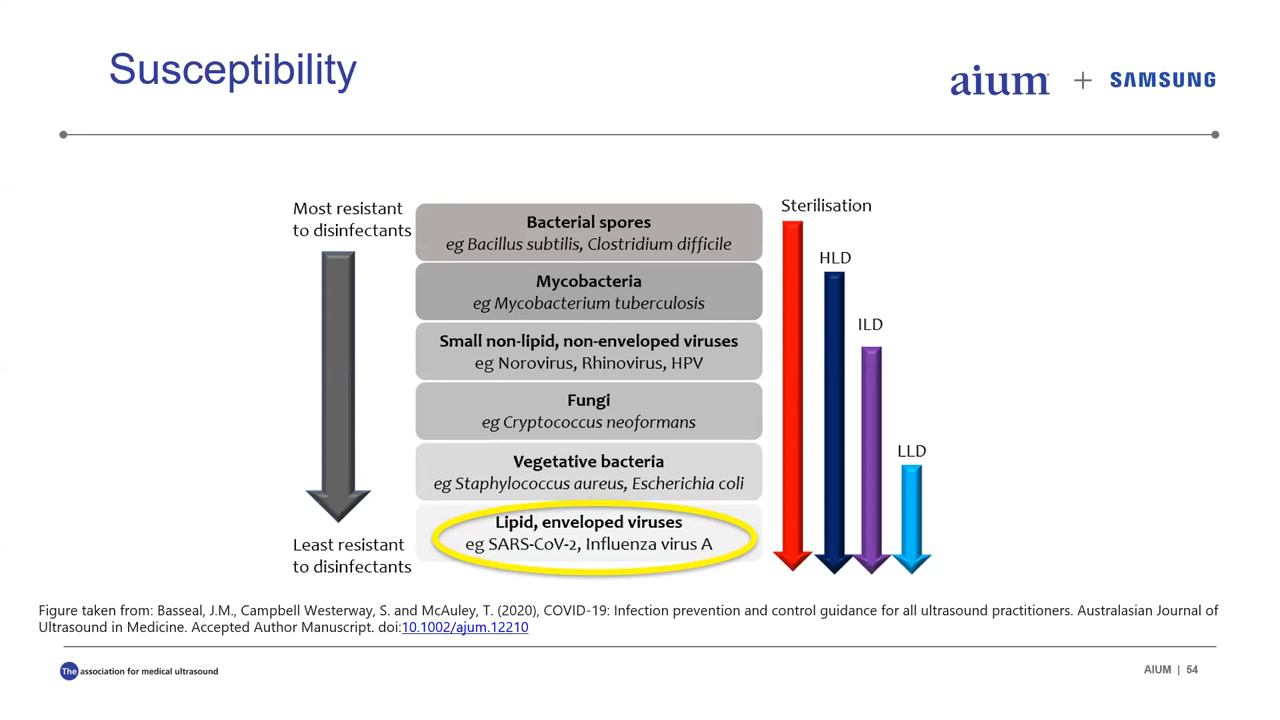 Susceptibility
aium + SAMSUNG
Most resistant
to disinfectants
Bacterial spores
eg Bacillus subtilis, Clostridium difficile
Mycobacteria
eg Mycobacterium tuberculosis
Small non-lipid, non-enveloped viruses
eg Norovirus, Rhinovirus, HPV
Fungi
eg Cryptococcus neoformans
Vegetative bacteria
eg Staphylococcus aureus, Escherichia coli
Lipid, enveloped viruses
eg SARS-CoV-2, Influenza virus A
Least resistant
to disinfectants
Sterilisation
HLD
ILD
LLD
Figure taken from: Basseal, J.M., Campbell Westerway, S. and McAuley, T. (2020), COVID-19: Infection prevention and control guidance for all ultrasound practitioners. Australasian Journal of
Ultrasound in Medicine. Accepted Author Manuscript. doi:10.1002/ajum.12210
The association for medical ultrasound
AIUM | 54